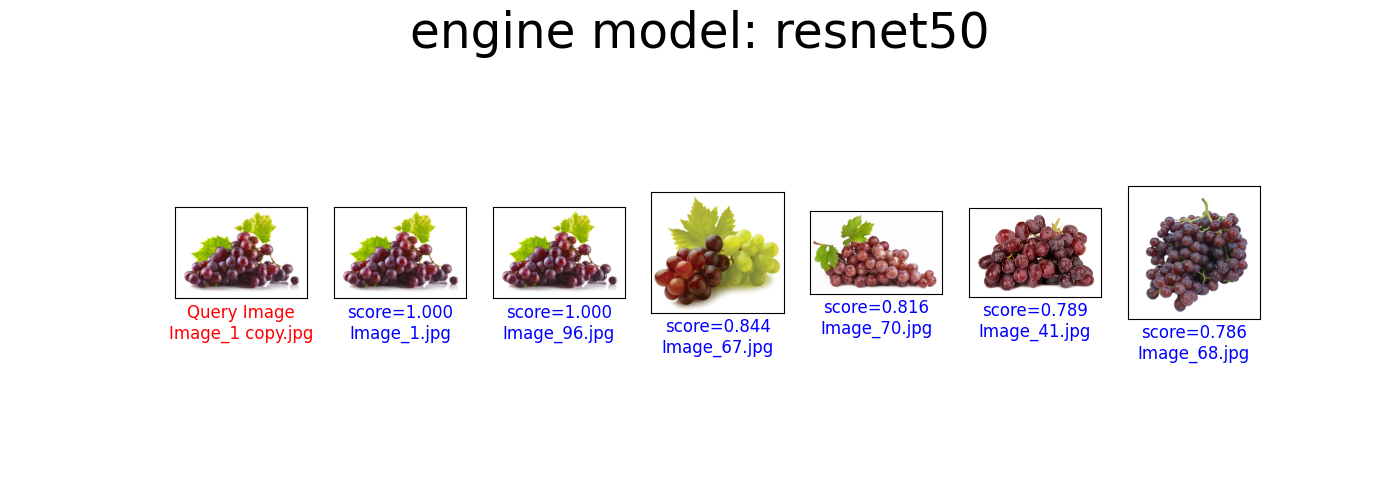 engine model: resnet50
Query Image
Image_1 copy.jpg
score=1.000
Image_1.jpg
score=1.000
Image_96.jpg
score=0.844
Image_67.jpg
score=0.816
Image_70.jpg
score=0.789
Image_41.jpg
score=0.786
Image_68.jpg